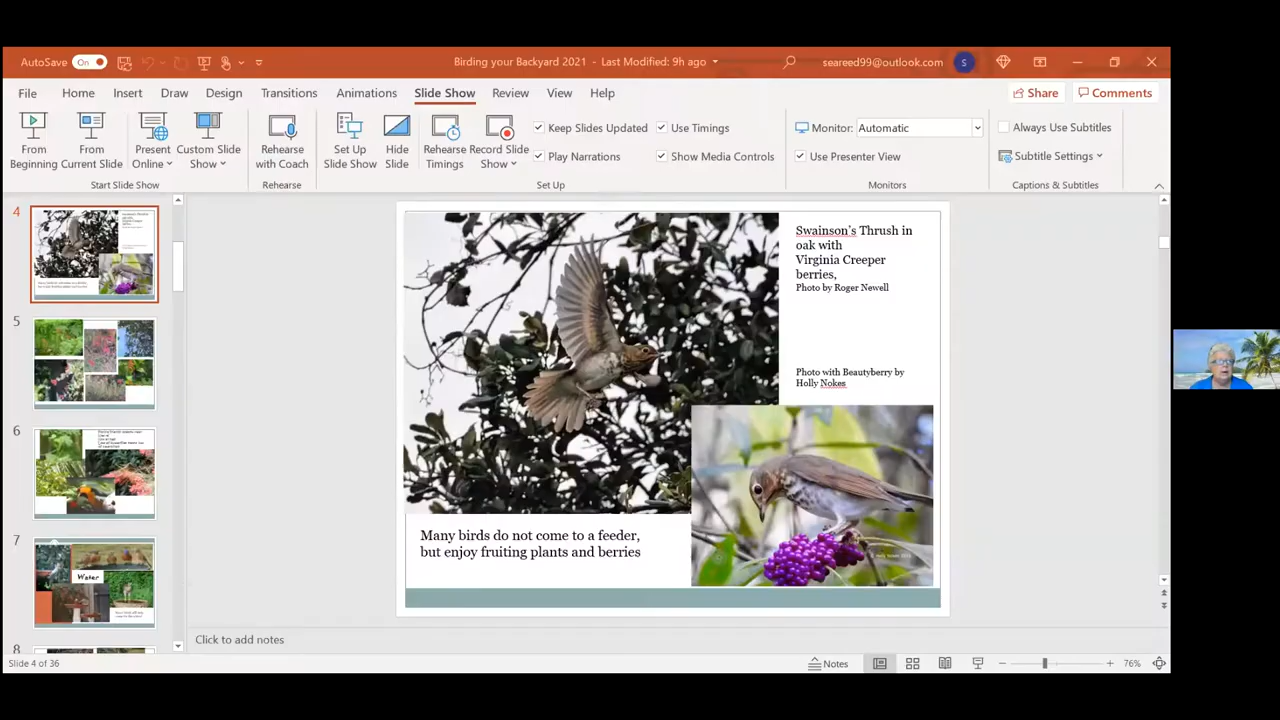 AutoSave On
Birding your Backyard 2021 - Last Modified: 9h ago
seareed99@outlook.com S
File Home Insert Draw Design Transitions Animations Slide Show Review View Help
Share Comments
From Beginning
From Current Slide
Present Online
Custom Slide Show
Rehearse with Coach
Set Up Slide Show
Hide Slide
Rehearse Timings
Record Slide Show
Keep Slides Updated
Play Narrations
Use Timings
Show Media Controls
Monitor: Automatic
Use Presenter View
Always Use Subtitles
Subtitle Settings
Start Slide Show
Rehearse
Set Up
Monitors
Captions & Subtitles
4
5
6
7
Water
8
Swainson's Thrush in
oak with
Virginia Creeper
berries,
Photo by Roger Newell
Photo with Beautyberry by
Holly Nokes
Many birds do not come to a feeder,
but enjoy fruiting plants and berries
Click to add notes
Slide 4 of 36
Notes
76%